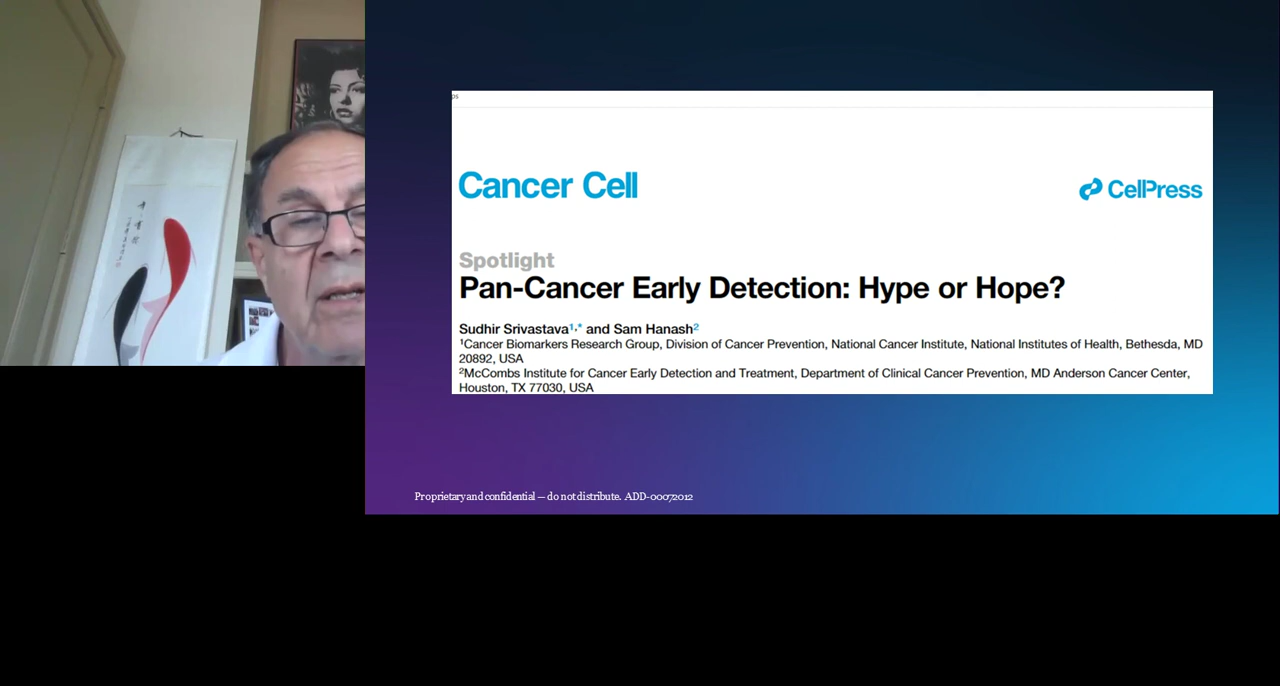 ps
Cancer Cell
CellPress
Spotlight
Pan-Cancer Early Detection: Hype or Hope?
Sudhir Srivastava1,* and Sam Hanash2
1Cancer Biomarkers Research Group, Division of Cancer Prevention, National Cancer Institute, National Institutes of Health, Bethesda, MD
20892, USA
2McCombs Institute for Cancer Early Detection and Treatment, Department of Clinical Cancer Prevention, MD Anderson Cancer Center,
Houston, TX 77030, USA
Proprietary and confidential — do not distribute. ADD-00072012